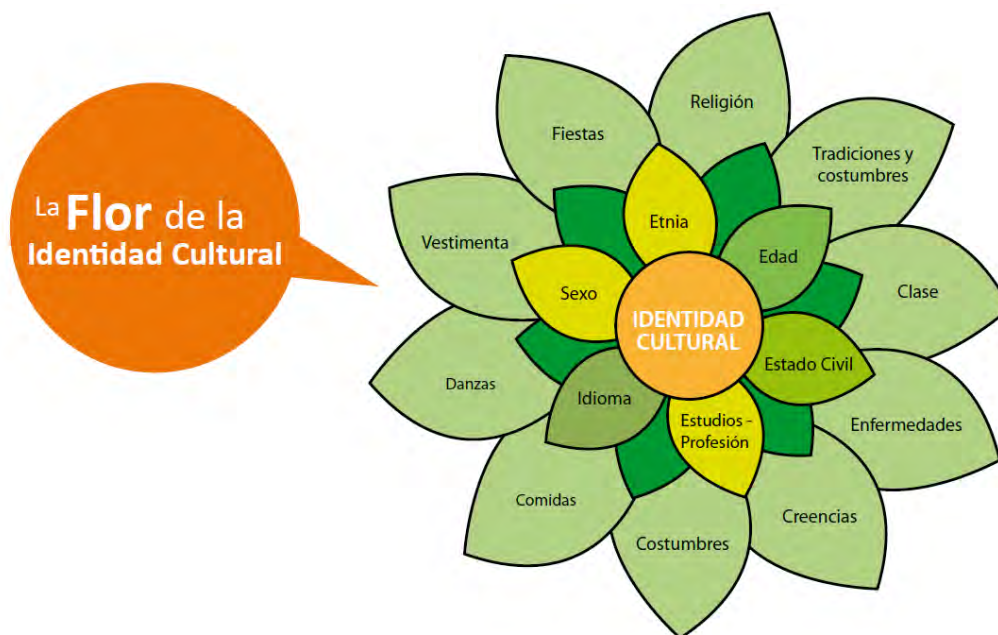 La Flor de la
Identidad Cultural
Religión
Fiestas
Tradiciones y
costumbres
Etnia
Edad
Vestimenta
Sexo
Clase
IDENTIDAD
CULTURAL
Estado Civil
Danzas
Idioma
Estudios -
Profesión
Enfermedades
Comidas
Creencias
Costumbres